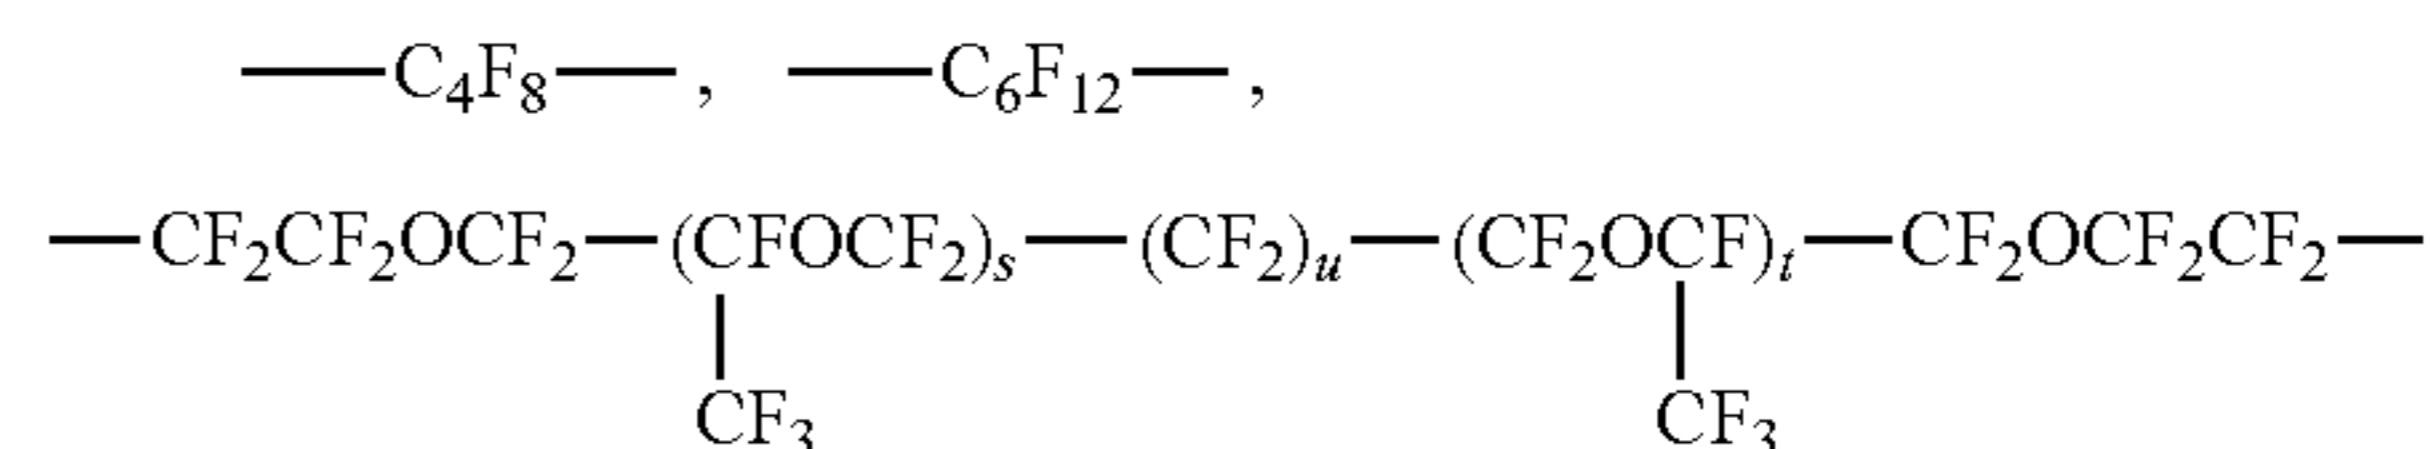 —C₄F₈—, —C₆F₁₂—,
—CF₂CF₂OCF₂—(CFOCF₂)ₛ—(CF₂)ᵤ—(CF₂OCF)ₜ—CF₂OCF₂CF₂—
CF₃ CF₃